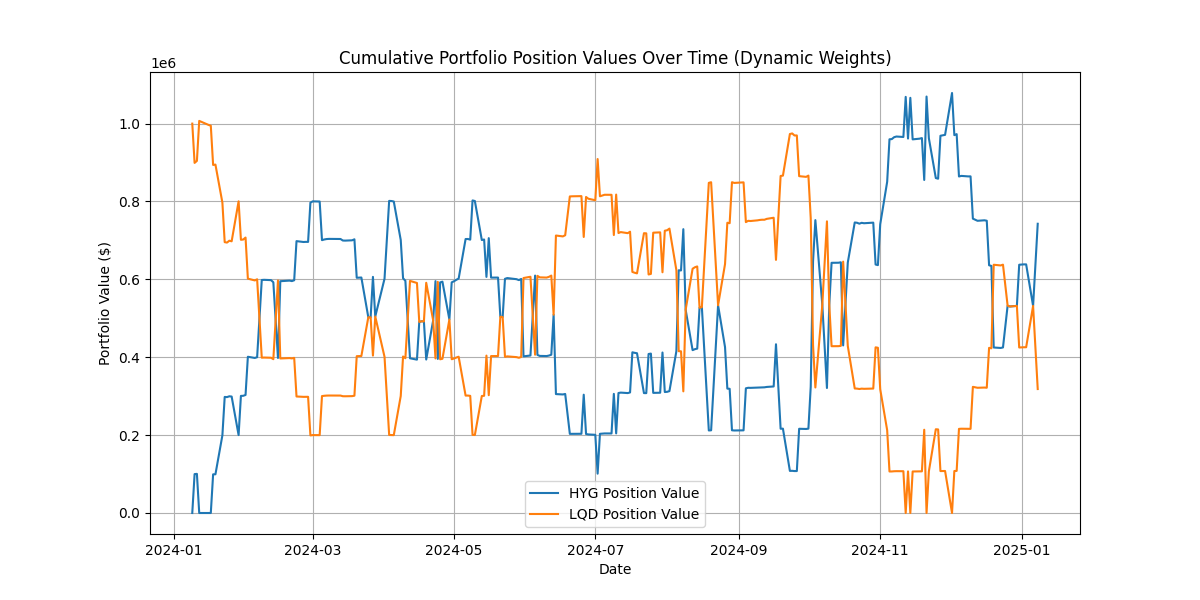 Cumulative Portfolio Position Values Over Time (Dynamic Weights)
1e6
1.0
0.8
0.6
0.4
0.2
0.0
Portfolio Value ($)
HYG Position Value
LQD Position Value
2024-01 2024-03 2024-05 2024-07 2024-09 2024-11 2025-01
Date